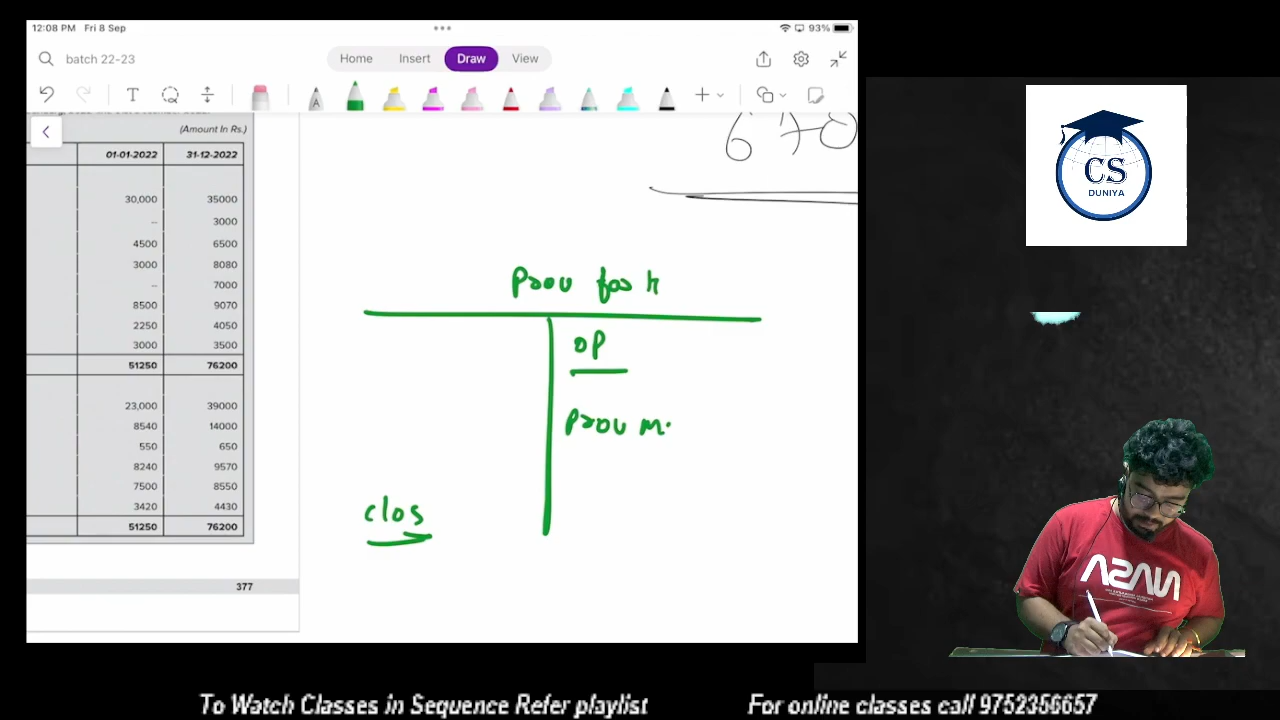 12:08 PM Fri 8 Sep
93%
batch 22-23
Home Insert Draw View
(Amount In Rs.)
01-01-2022 31-12-2022
30,000 35000
-- 3000
4500 6500
3000 8080
-- 7000
8500 9070
2250 4050
3000 3500
51250 76200
23,000 39000
8540 14000
550 650
8240 9570
7500 8550
3420 4430
51250 76200
377
Prov for
OP
Prov m.
clos
CS
DUNIYA
NASA
To Watch Classes in Sequence Refer playlist
For online classes call 9752356657